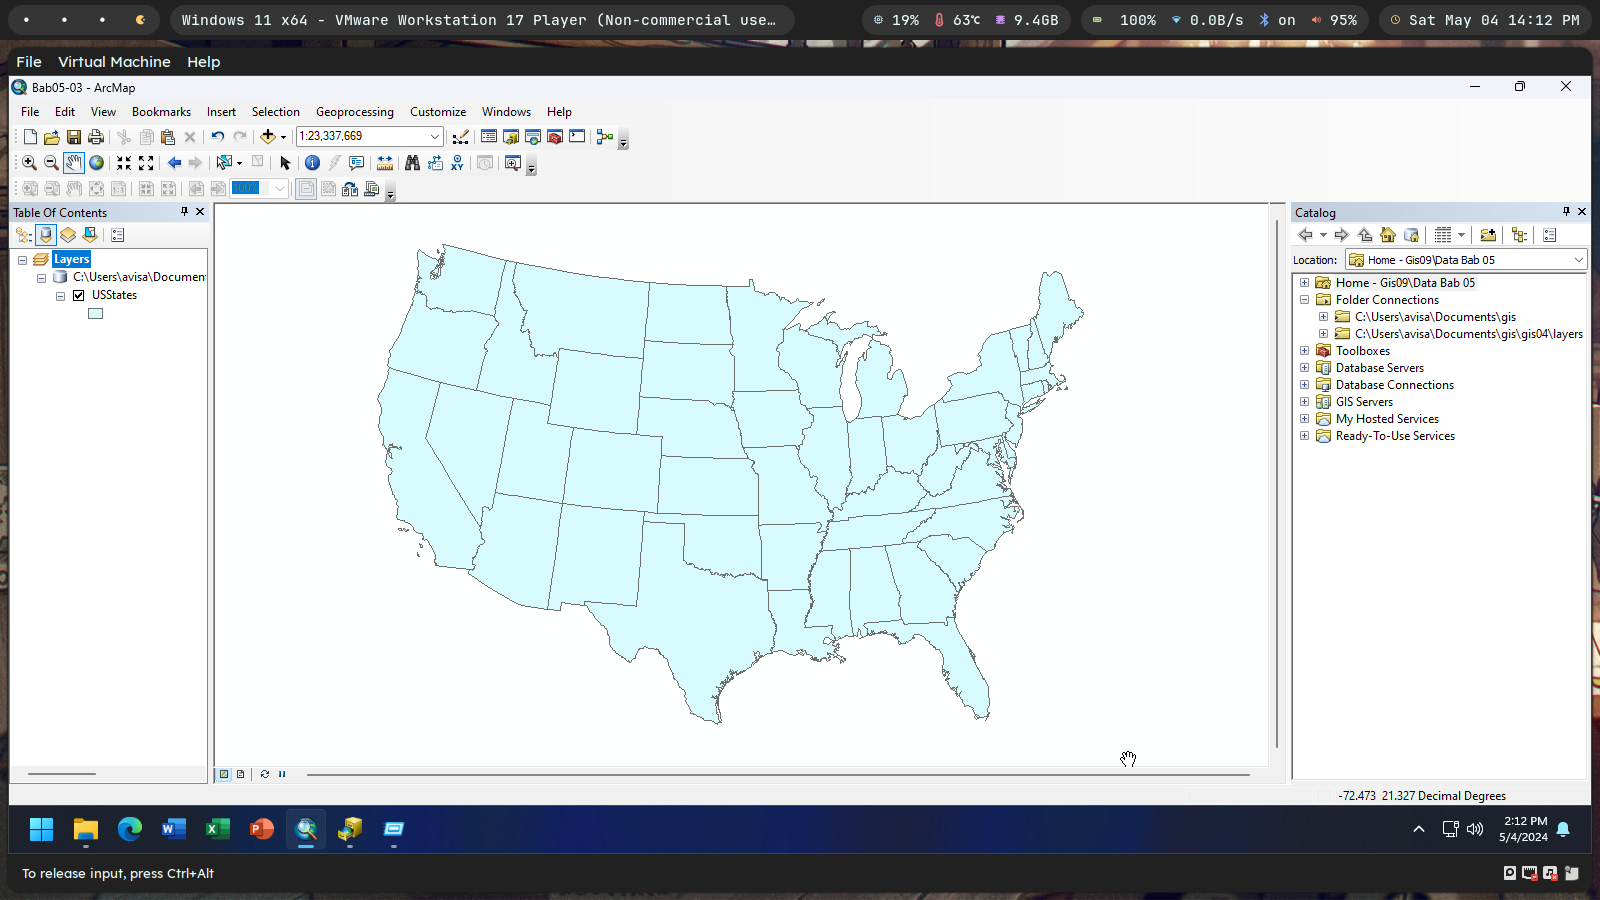 Windows 11 x64 - VMware Workstation 17 Player (Non-commercial use…
19%
63℃
9.4GB
100%
0.0B/s
on
95%
Sat May 04 14:12 PM
File Virtual Machine Help
Bab05-03 - ArcMap
File Edit View Bookmarks Insert Selection Geoprocessing Customize Windows Help
1:23,337,669
1:1
XY
100%
Table Of Contents
Layers
C:\Users\avisa\Documen
USStates
Catalog
Location: Home - Gis09\Data Bab 05
Home - Gis09\Data Bab 05
Folder Connections
C:\Users\avisa\Documents\gis
C:\Users\avisa\Documents\gis\gis04\layers
Toolboxes
Database Servers
Database Connections
GIS Servers
My Hosted Services
Ready-To-Use Services
-72.473 21.327 Decimal Degrees
2:12 PM
5/4/2024
To release input, press Ctrl+Alt